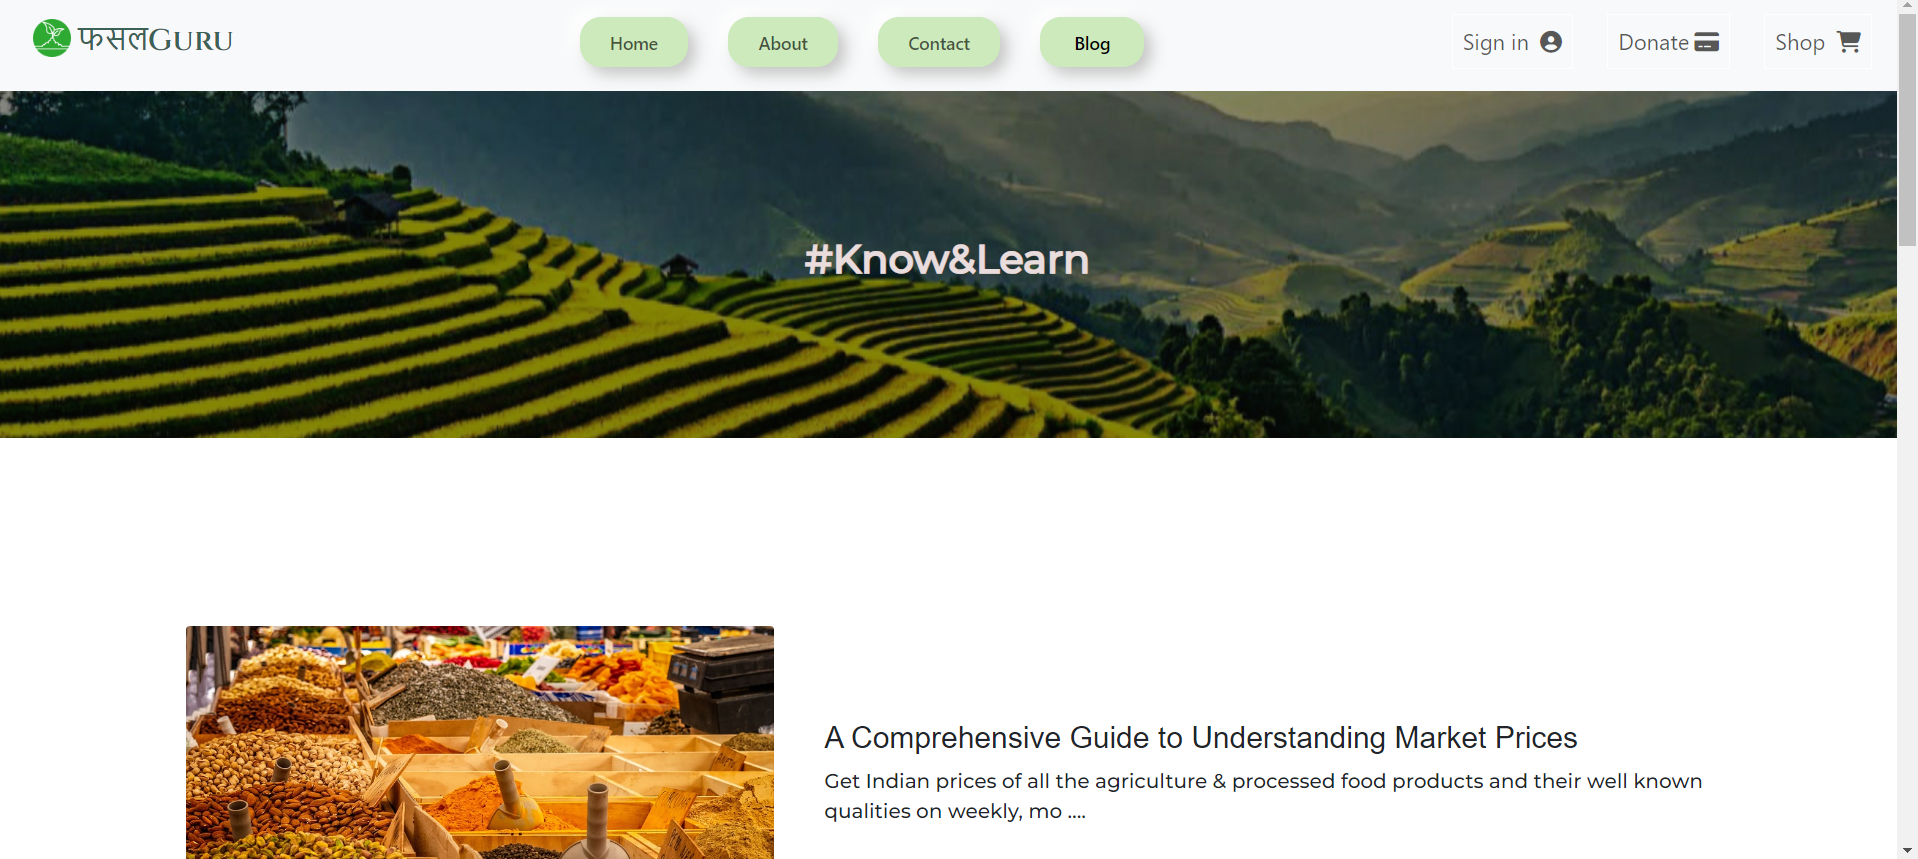 फसलGURU
Home
About
Contact
Blog
Sign in
Donate
Shop
#Know&Learn
A Comprehensive Guide to Understanding Market Prices
Get Indian prices of all the agriculture & processed food products and their well known
qualities on weekly, mo ....